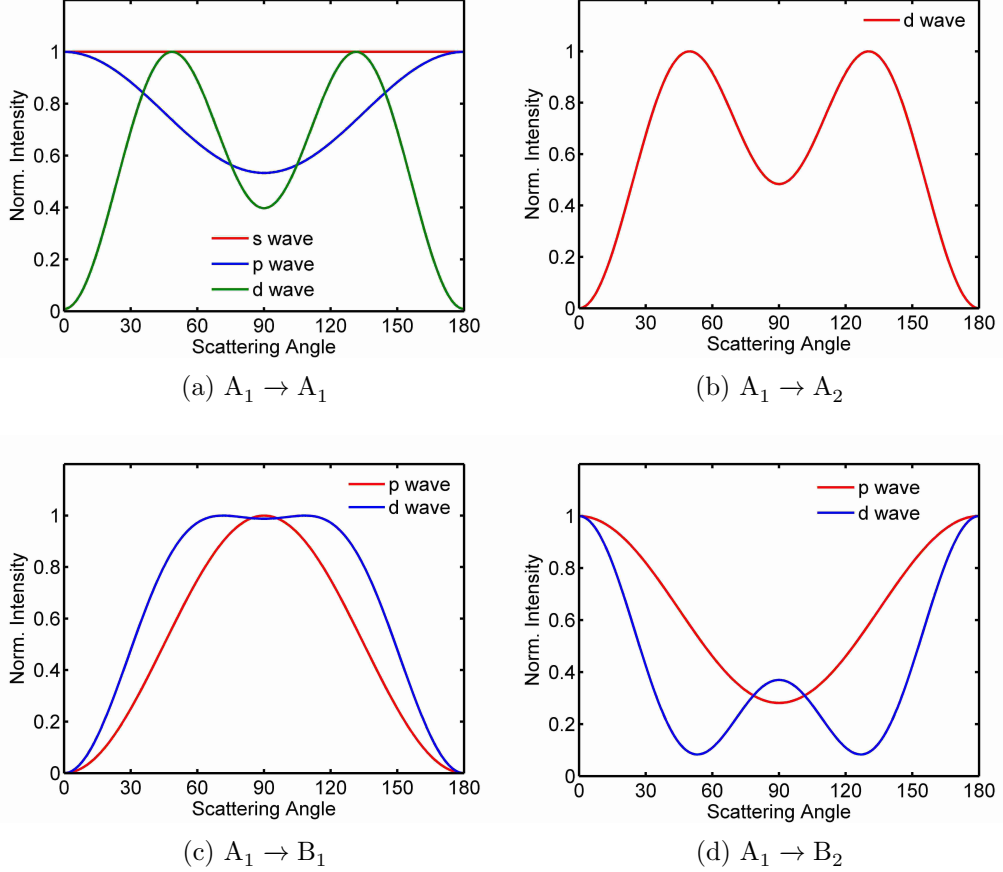 1
0.8
0.6
0.4
0.2
0
Norm. Intensity
s wave
p wave
d wave
0 30 60 90 120 150 180
Scattering Angle
(a) A₁ → A₁
d wave
1
0.8
0.6
0.4
0.2
0
Norm. Intensity
0 30 60 90 120 150 180
Scattering Angle
(b) A₁ → A₂
p wave
d wave
1
0.8
0.6
0.4
0.2
0
Norm. Intensity
0 30 60 90 120 150 180
Scattering Angle
(c) A₁ → B₁
p wave
d wave
1
0.8
0.6
0.4
0.2
0
Norm. Intensity
0 30 60 90 120 150 180
Scattering Angle
(d) A₁ → B₂